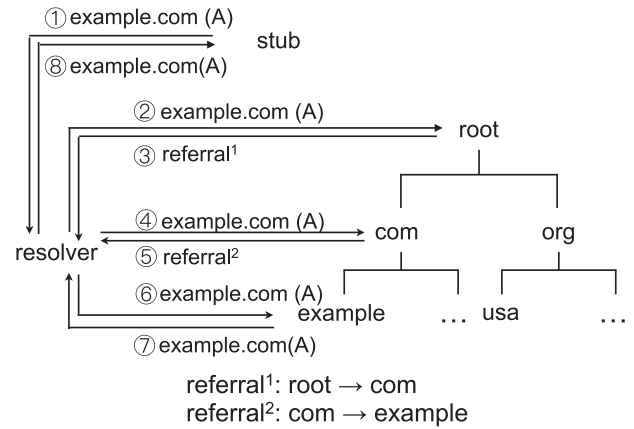 ① example.com (A)
stub
⑧ example.com(A)
② example.com (A)
root
③ referral¹
④ example.com (A)
com
org
resolver
⑤ referral²
⑥ example.com (A)
example
... usa
...
⑦ example.com(A)
referral¹: root → com
referral²: com → example